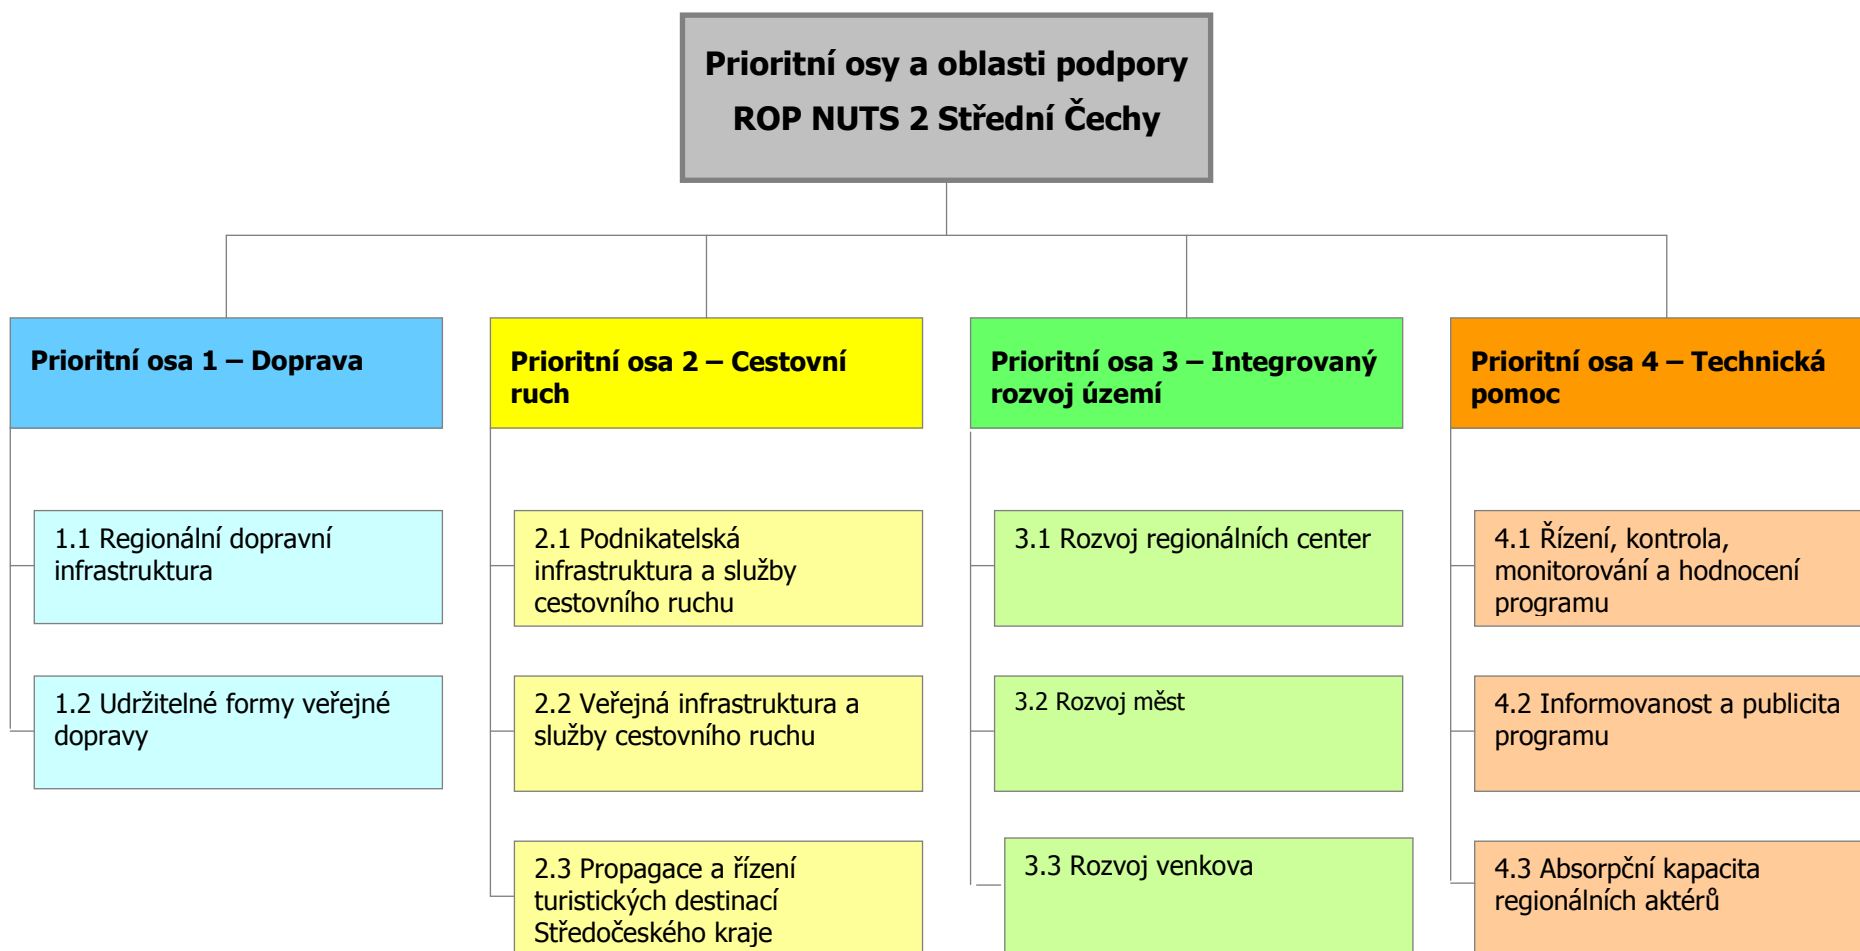 Prioritní osy a oblasti podpory
ROP NUTS 2 Střední Čechy
Prioritní osa 1 – Doprava
1.1 Regionální dopravní
infrastruktura
1.2 Udržitelné formy veřejné
dopravy
Prioritní osa 2 – Cestovní
ruch
2.1 Podnikatelská
infrastruktura a služby
cestovního ruchu
2.2 Veřejná infrastruktura a
služby cestovního ruchu
2.3 Propagace a řízení
turistických destinací
Středočeského kraje
Prioritní osa 3 – Integrovaný
rozvoj území
3.1 Rozvoj regionálních center
3.2 Rozvoj měst
3.3 Rozvoj venkova
Prioritní osa 4 – Technická
pomoc
4.1 Řízení, kontrola,
monitorování a hodnocení
programu
4.2 Informovanost a publicita
programu
4.3 Absorpční kapacita
regionálních aktérů